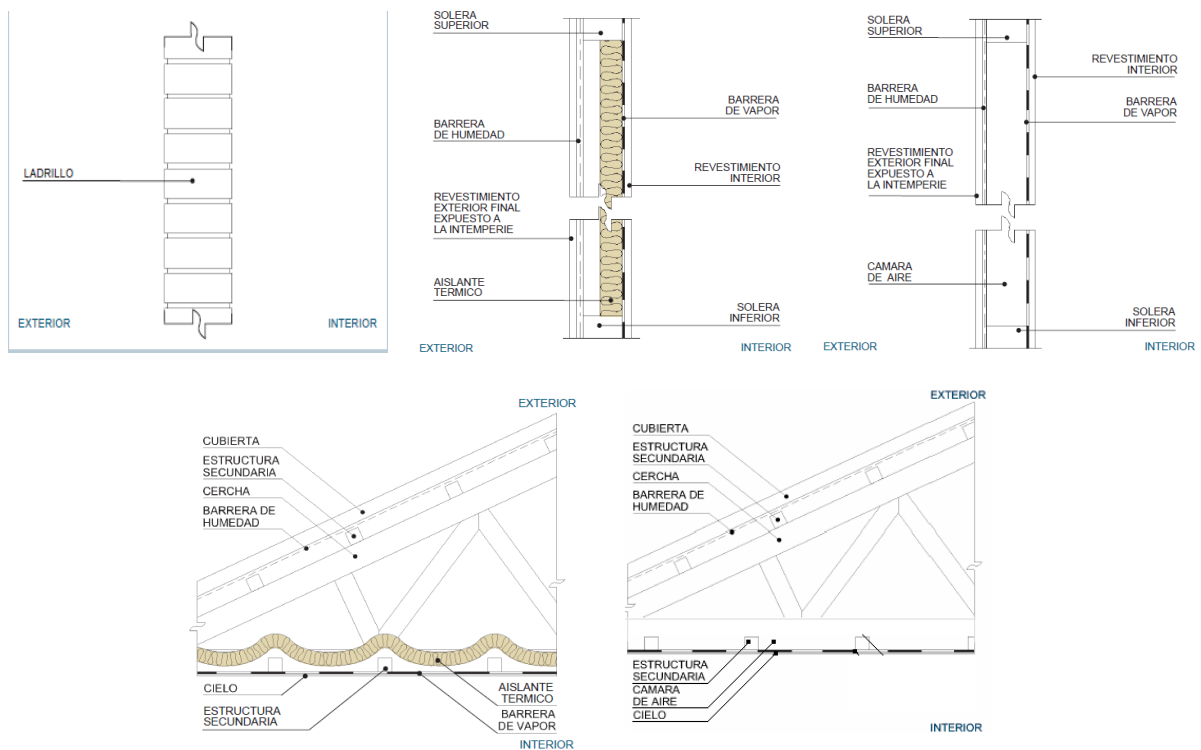 LADRILLO
EXTERIOR
INTERIOR
SOLERA
SUPERIOR
BARRERA
DE HUMEDAD
BARRERA
DE VAPOR
REVESTIMIENTO
INTERIOR
REVESTIMIENTO
EXTERIOR FINAL
EXPUESTO A
LA INTEMPERIE
AISLANTE
TERMICO
SOLERA
INFERIOR
EXTERIOR
INTERIOR
SOLERA
SUPERIOR
REVESTIMIENTO
INTERIOR
BARRERA
DE HUMEDAD
BARRERA
DE VAPOR
REVESTIMIENTO
EXTERIOR FINAL
EXPUESTO A
LA INTEMPERIE
CAMARA
DE AIRE
SOLERA
INFERIOR
EXTERIOR
INTERIOR
EXTERIOR
CUBIERTA
ESTRUCTURA
SECUNDARIA
CERCHA
BARRERA DE
HUMEDAD
CIELO
ESTRUCTURA
SECUNDARIA
AISLANTE
TERMICO
BARRERA
DE VAPOR
INTERIOR
EXTERIOR
CUBIERTA
ESTRUCTURA
SECUNDARIA
CERCHA
BARRERA DE
HUMEDAD
ESTRUCTURA
SECUNDARIA
CAMARA
DE AIRE
CIELO
INTERIOR